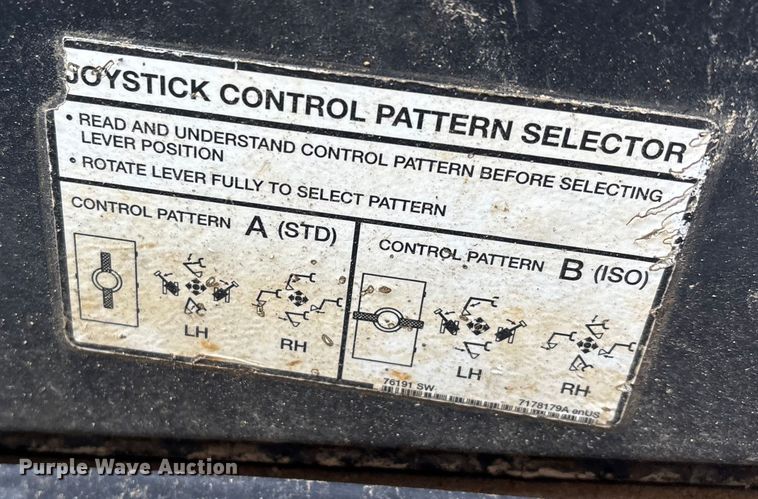 JOYSTICK CONTROL PATTERN SELECTOR
• READ AND UNDERSTAND CONTROL PATTERN BEFORE SELECTING
LEVER POSITION
• ROTATE LEVER FULLY TO SELECT PATTERN
CONTROL PATTERN A (STD)
LH
RH
CONTROL PATTERN B (ISO)
LH
RH
76191 SW
7178179A enUS
Purple Wave Auction